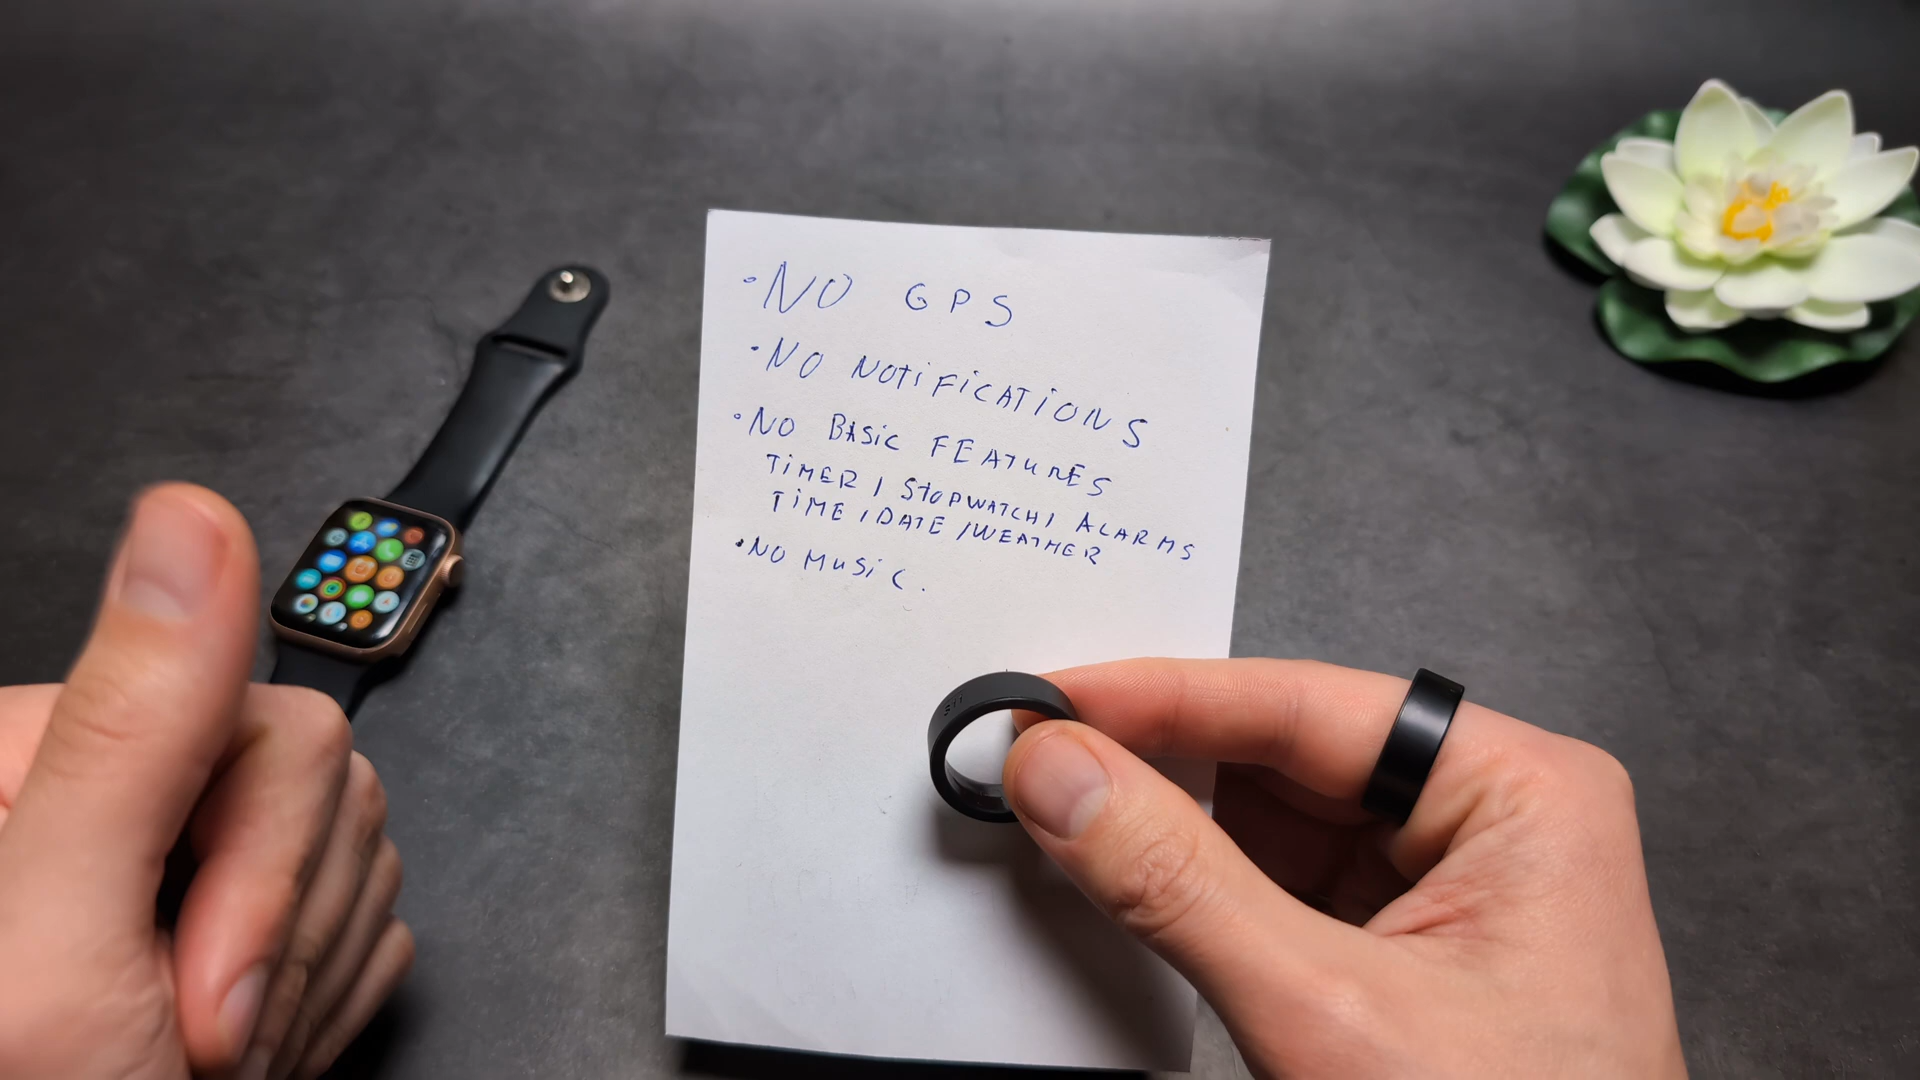 • NO GPS
• NO NOTiFiCATiONS
• NO BASiC FEATURES
TiMER / STOPWATCH / ALARMS
TiME / DATE / WEATHER
• NO MUSiC.